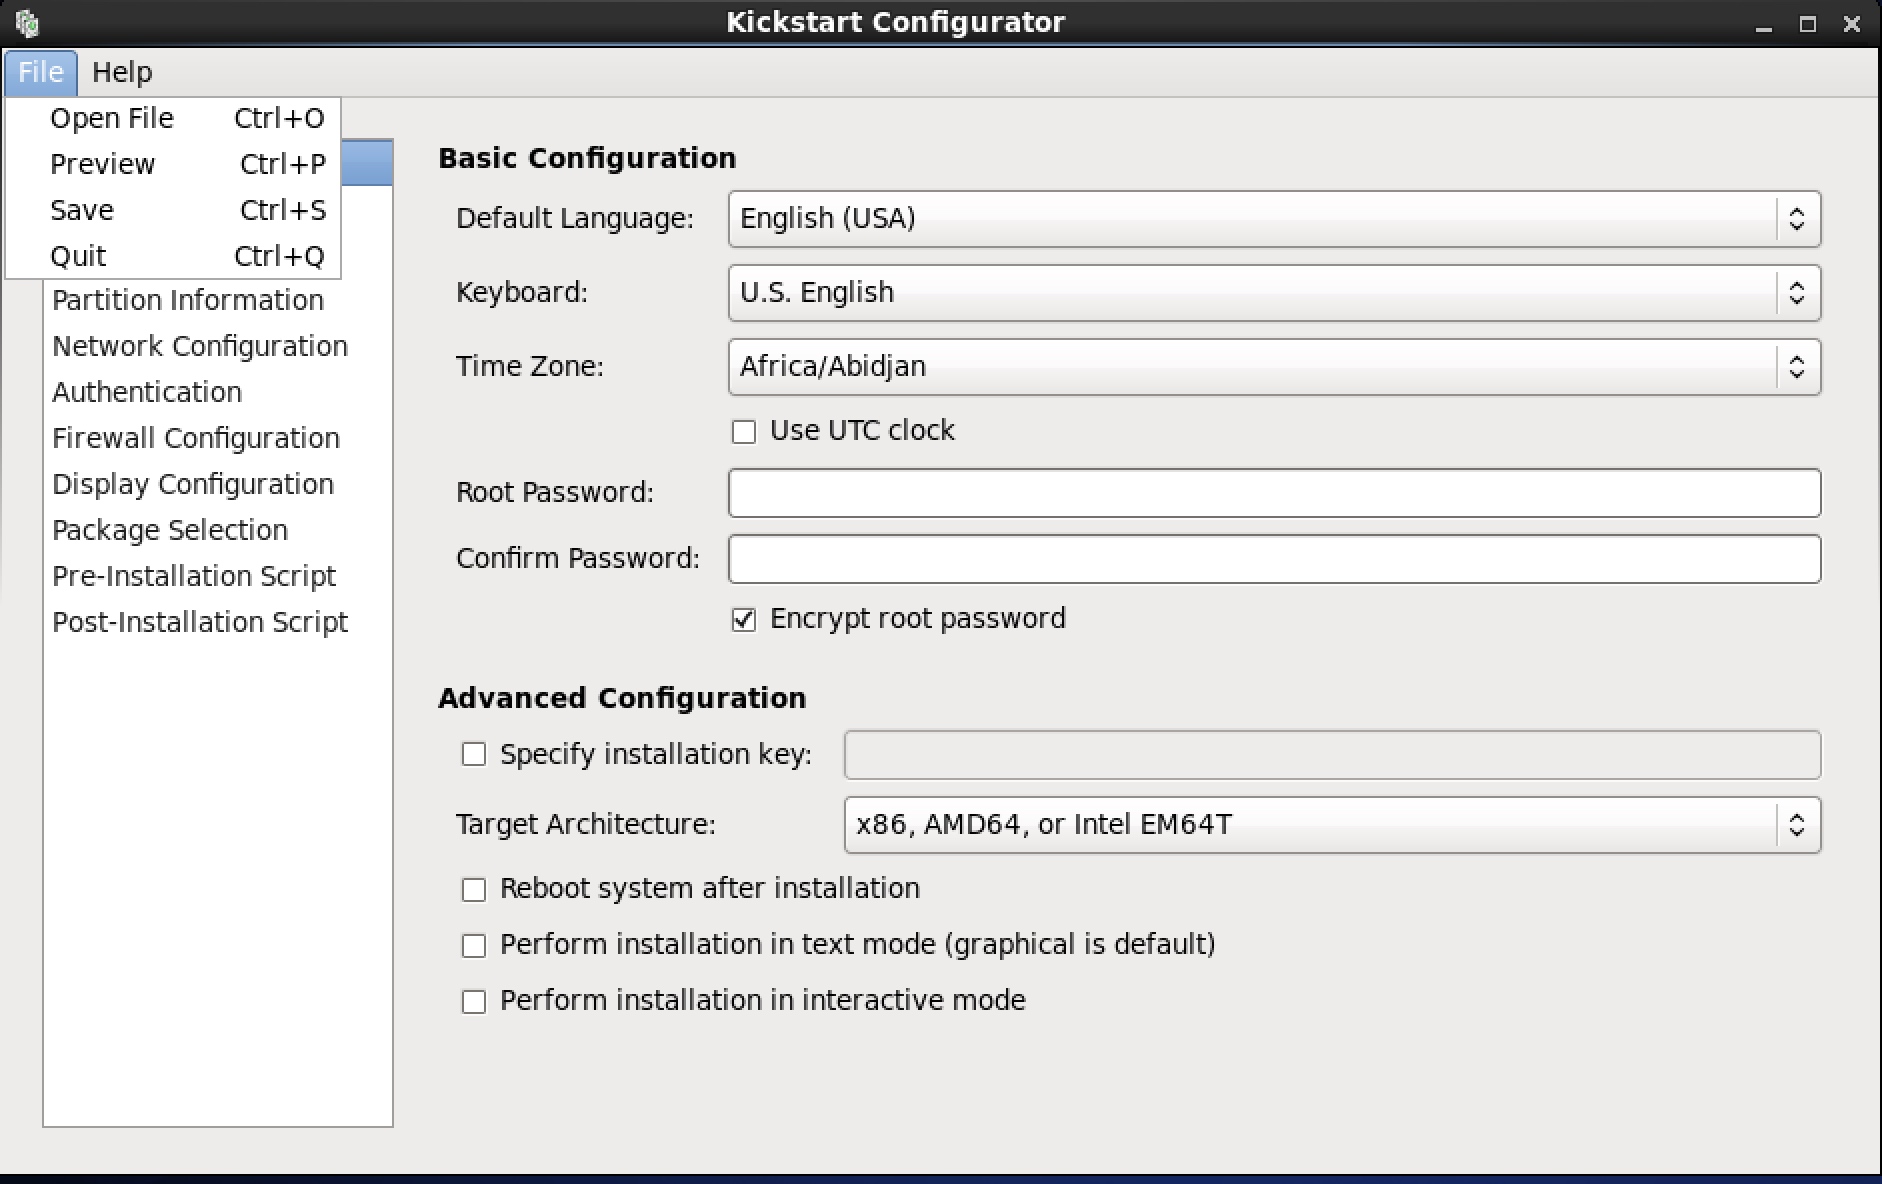 Kickstart Configurator
File Help
Open File Ctrl+O
Preview Ctrl+P
Save Ctrl+S
Quit Ctrl+Q
Partition Information
Network Configuration
Authentication
Firewall Configuration
Display Configuration
Package Selection
Pre-Installation Script
Post-Installation Script
Basic Configuration
Default Language: English (USA)
Keyboard: U.S. English
Time Zone: Africa/Abidjan
Use UTC clock
Root Password:
Confirm Password:
Encrypt root password
Advanced Configuration
Specify installation key:
Target Architecture: x86, AMD64, or Intel EM64T
Reboot system after installation
Perform installation in text mode (graphical is default)
Perform installation in interactive mode